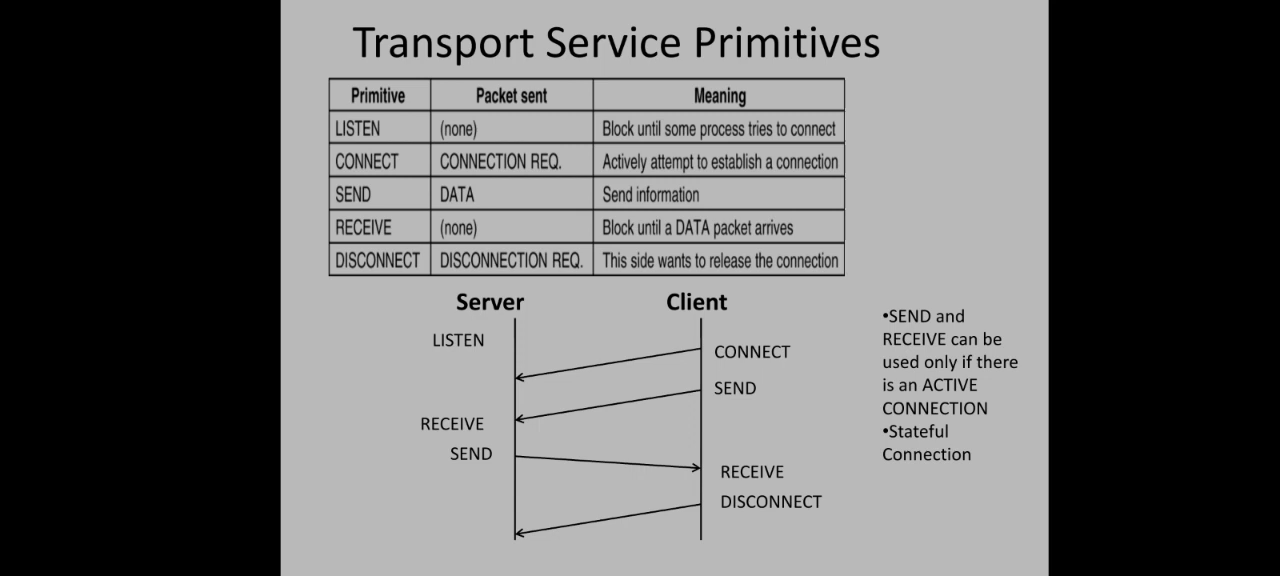 Transport Service Primitives
Primitive Packet sent Meaning
LISTEN (none) Block until some process tries to connect
CONNECT CONNECTION REQ. Actively attempt to establish a connection
SEND DATA Send information
RECEIVE (none) Block until a DATA packet arrives
DISCONNECT DISCONNECTION REQ. This side wants to release the connection
Server Client
LISTEN
CONNECT
SEND
RECEIVE
SEND
RECEIVE
DISCONNECT
•SEND and
RECEIVE can be
used only if there
is an ACTIVE
CONNECTION
•Stateful
Connection